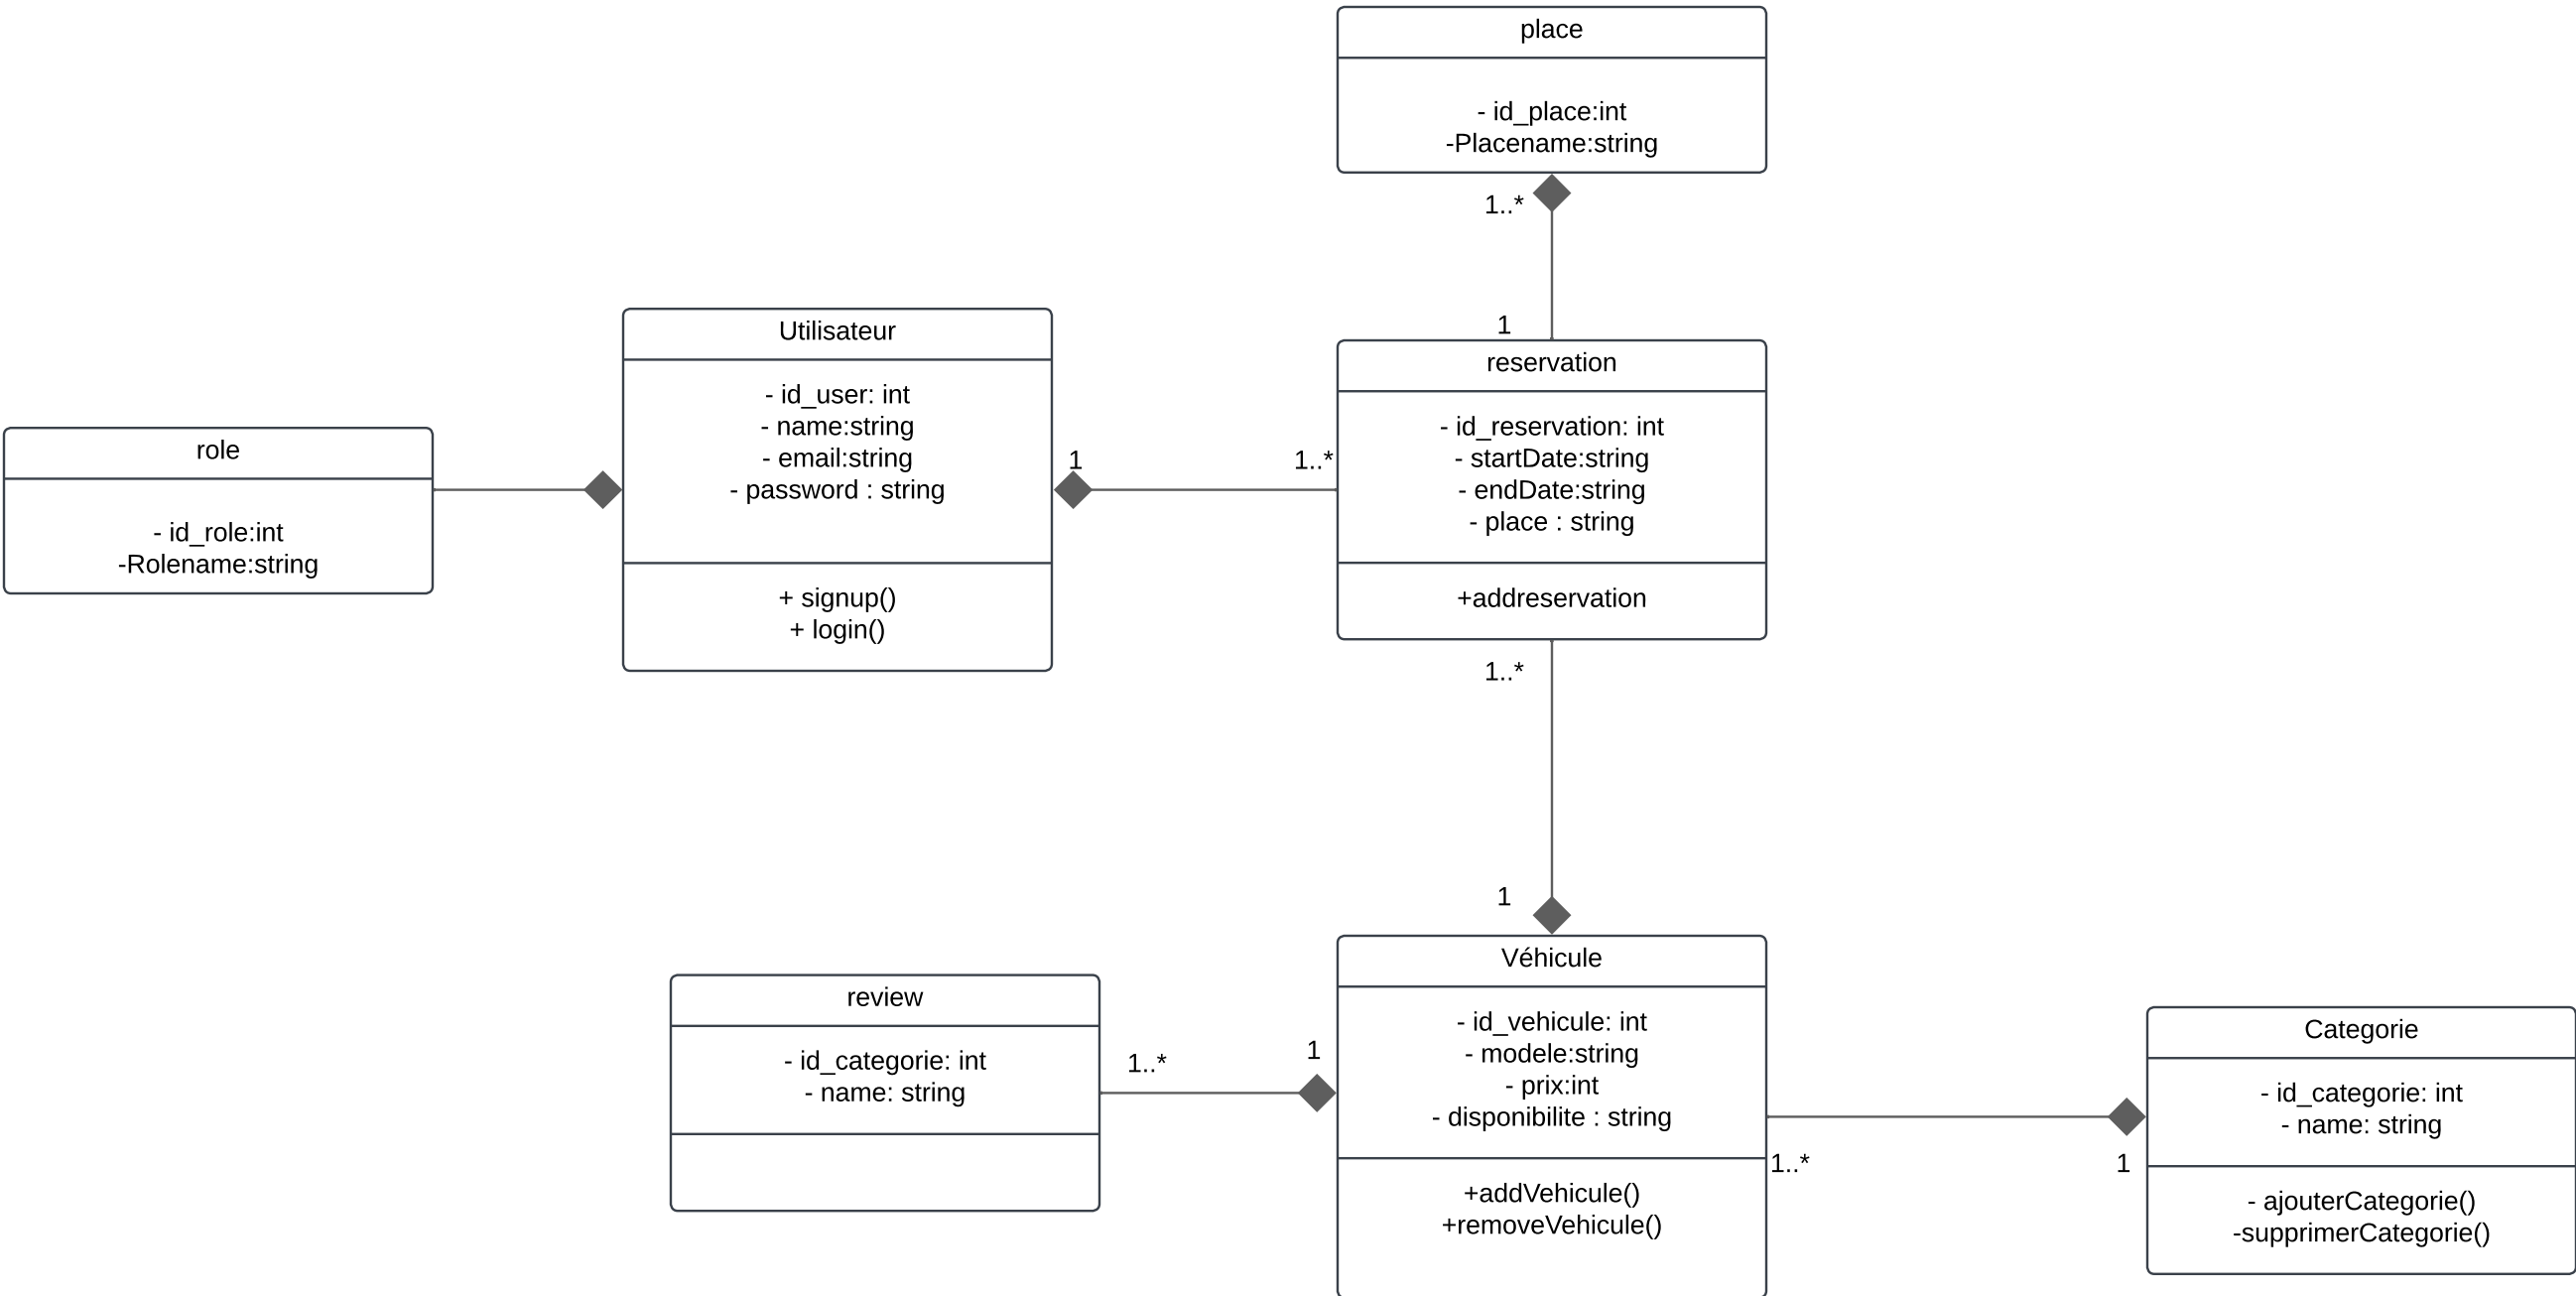 place
- id_place:int
-Placename:string
1..*
1
Utilisateur
- id_user: int
- name:string
- email:string
- password : string
+ signup()
+ login()
role
- id_role:int
-Rolename:string
1
1..*
reservation
- id_reservation: int
- startDate:string
- endDate:string
- place : string
+addreservation
1..*
1
Véhicule
- id_vehicule: int
- modele:string
- prix:int
- disponibilite : string
+addVehicule()
+removeVehicule()
review
- id_categorie: int
- name: string
1..*
1
1..*
1
Categorie
- id_categorie: int
- name: string
- ajouterCategorie()
-supprimerCategorie()